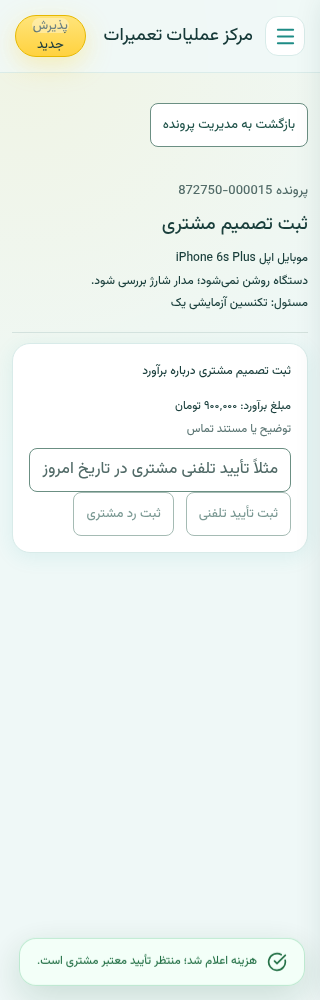 مرکز عملیات تعمیرات
پذیرش
جدید
بازگشت به مدیریت پرونده
پرونده 000015-872750
ثبت تصمیم مشتری
موبایل اپل iPhone 6s Plus
دستگاه روشن نمی‌شود؛ مدار شارژ بررسی شود.
مسئول: تکنسین آزمایشی یک
ثبت تصمیم مشتری درباره برآورد
مبلغ برآورد: ۹۰۰,۰۰۰ تومان
توضیح یا مستند تماس
مثلاً تأیید تلفنی مشتری در تاریخ امروز
ثبت تأیید تلفنی
ثبت رد مشتری
هزینه اعلام شد؛ منتظر تأیید معتبر مشتری است.